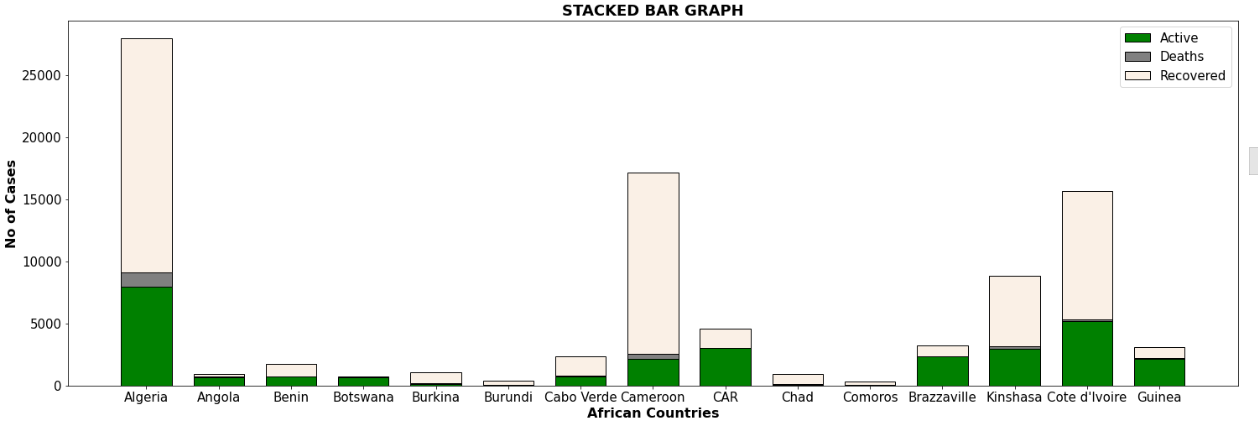 STACKED BAR GRAPH
Active
Deaths
Recovered
No of Cases
25000
20000
15000
10000
5000
0
Algeria Angola Benin Botswana Burkina Burundi Cabo Verde Cameroon CAR Chad Comoros Brazzaville Kinshasa Cote d'Ivoire Guinea
African Countries